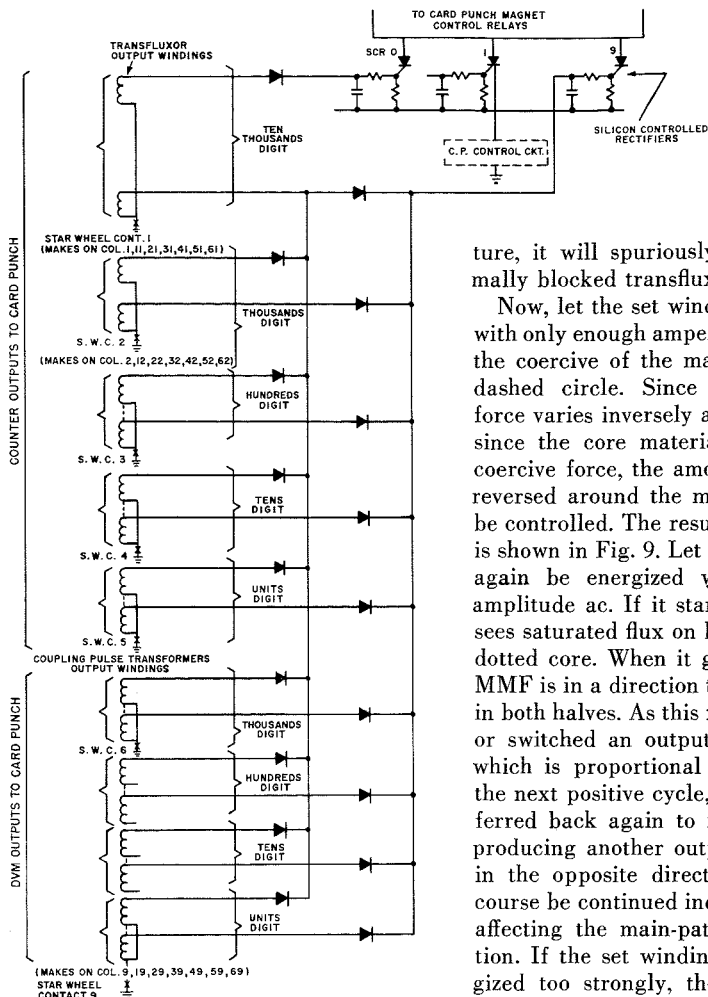 TO CARD PUNCH MAGNET
CONTROL RELAYS
TRANSFLUXOR
OUTPUT WINDINGS
SCR 0
1
9
TEN
THOUSANDS
DIGIT
C.P. CONTROL CKT.
SILICON CONTROLLED
RECTIFIERS
COUNTER OUTPUTS TO CARD PUNCH
STAR WHEEL CONT. 1
(MAKES ON COL. 1,11,21,31,41,51,61)
THOUSANDS
DIGIT
S.W.C. 2
(MAKES ON COL. 2,12,22,32,42,52,62)
HUNDREDS
DIGIT
S.W.C. 3
TENS
DIGIT
S.W.C. 4
UNITS
DIGIT
S.W.C. 5
COUPLING PULSE TRANSFORMERS
OUTPUT WINDINGS
DVM OUTPUTS TO CARD PUNCH
THOUSANDS
DIGIT
S.W.C. 6
HUNDREDS
DIGIT
TENS
DIGIT
UNITS
DIGIT
(MAKES ON COL. 9,19,29,39,49,59,69)
STAR WHEEL
CONTACT 9
ture, it will spuriously
mally blocked transflu
Now, let the set wind
with only enough ampe
the coercive of the ma
dashed circle. Since
force varies inversely a
since the core materia
coercive force, the amo
reversed around the m
be controlled. The resu
is shown in Fig. 9. Let
again be energized
amplitude ac. If it star
sees saturated flux on
dotted core. When it g
MMF is in a direction t
in both halves. As this
or switched an output
which is proportional
the next positive cycle,
ferred back again to
producing another outp
in the opposite direct
course be continued inc
affecting the main-pat
tion. If the set windin
gized too strongly, th